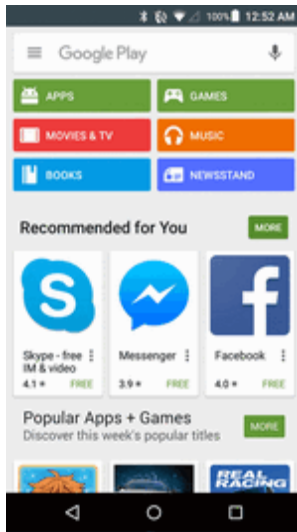 100% 12:52 AM
Google Play
APPS
GAMES
MOVIES & TV
MUSIC
BOOKS
NEWSSTAND
Recommended for You
MORE
Skype - free
IM & video
4.1 ★ FREE
Messenger
3.9 ★ FREE
Facebook
4.0 ★ FREE
Popular Apps + Games
Discover this week's popular titles
MORE
REAL
RACING